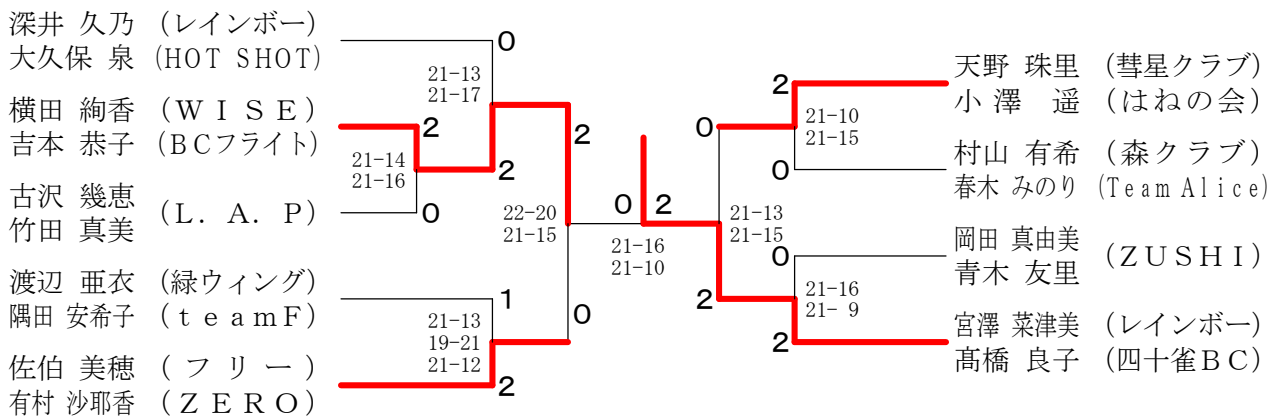 深井 久乃 （レインボー）
大久保 泉 (HOT SHOT)
横田 絢香 （ＷＩＳＥ）
吉本 恭子 （ＢＣフライト）
古沢 幾恵
竹田 真美
（Ｌ．Ａ．Ｐ）
渡辺 亜衣 （緑ウィング）
隅田 安希子 （ｔｅａｍＦ）
佐伯 美穂 （フリー）
有村 沙耶香 （ＺＥＲＯ）
0
21-13
21-17
2
21-14
21-16
2
0
2
22-20
21-15
1
21-13
19-21
21-12
0
2
0
2
21-16
21-10
0
21-13
21-15
2
2
21-10
21-15
0
0
21-16
21- 9
2
天野 珠里 （彗星クラブ）
小澤 遥 （はねの会）
村山 有希 （森クラブ）
春木 みのり (Team Alice)
岡田 真由美
青木 友里
（ＺＵＳＨＩ）
宮澤 菜津美 （レインボー）
髙橋 良子 （四十雀ＢＣ）